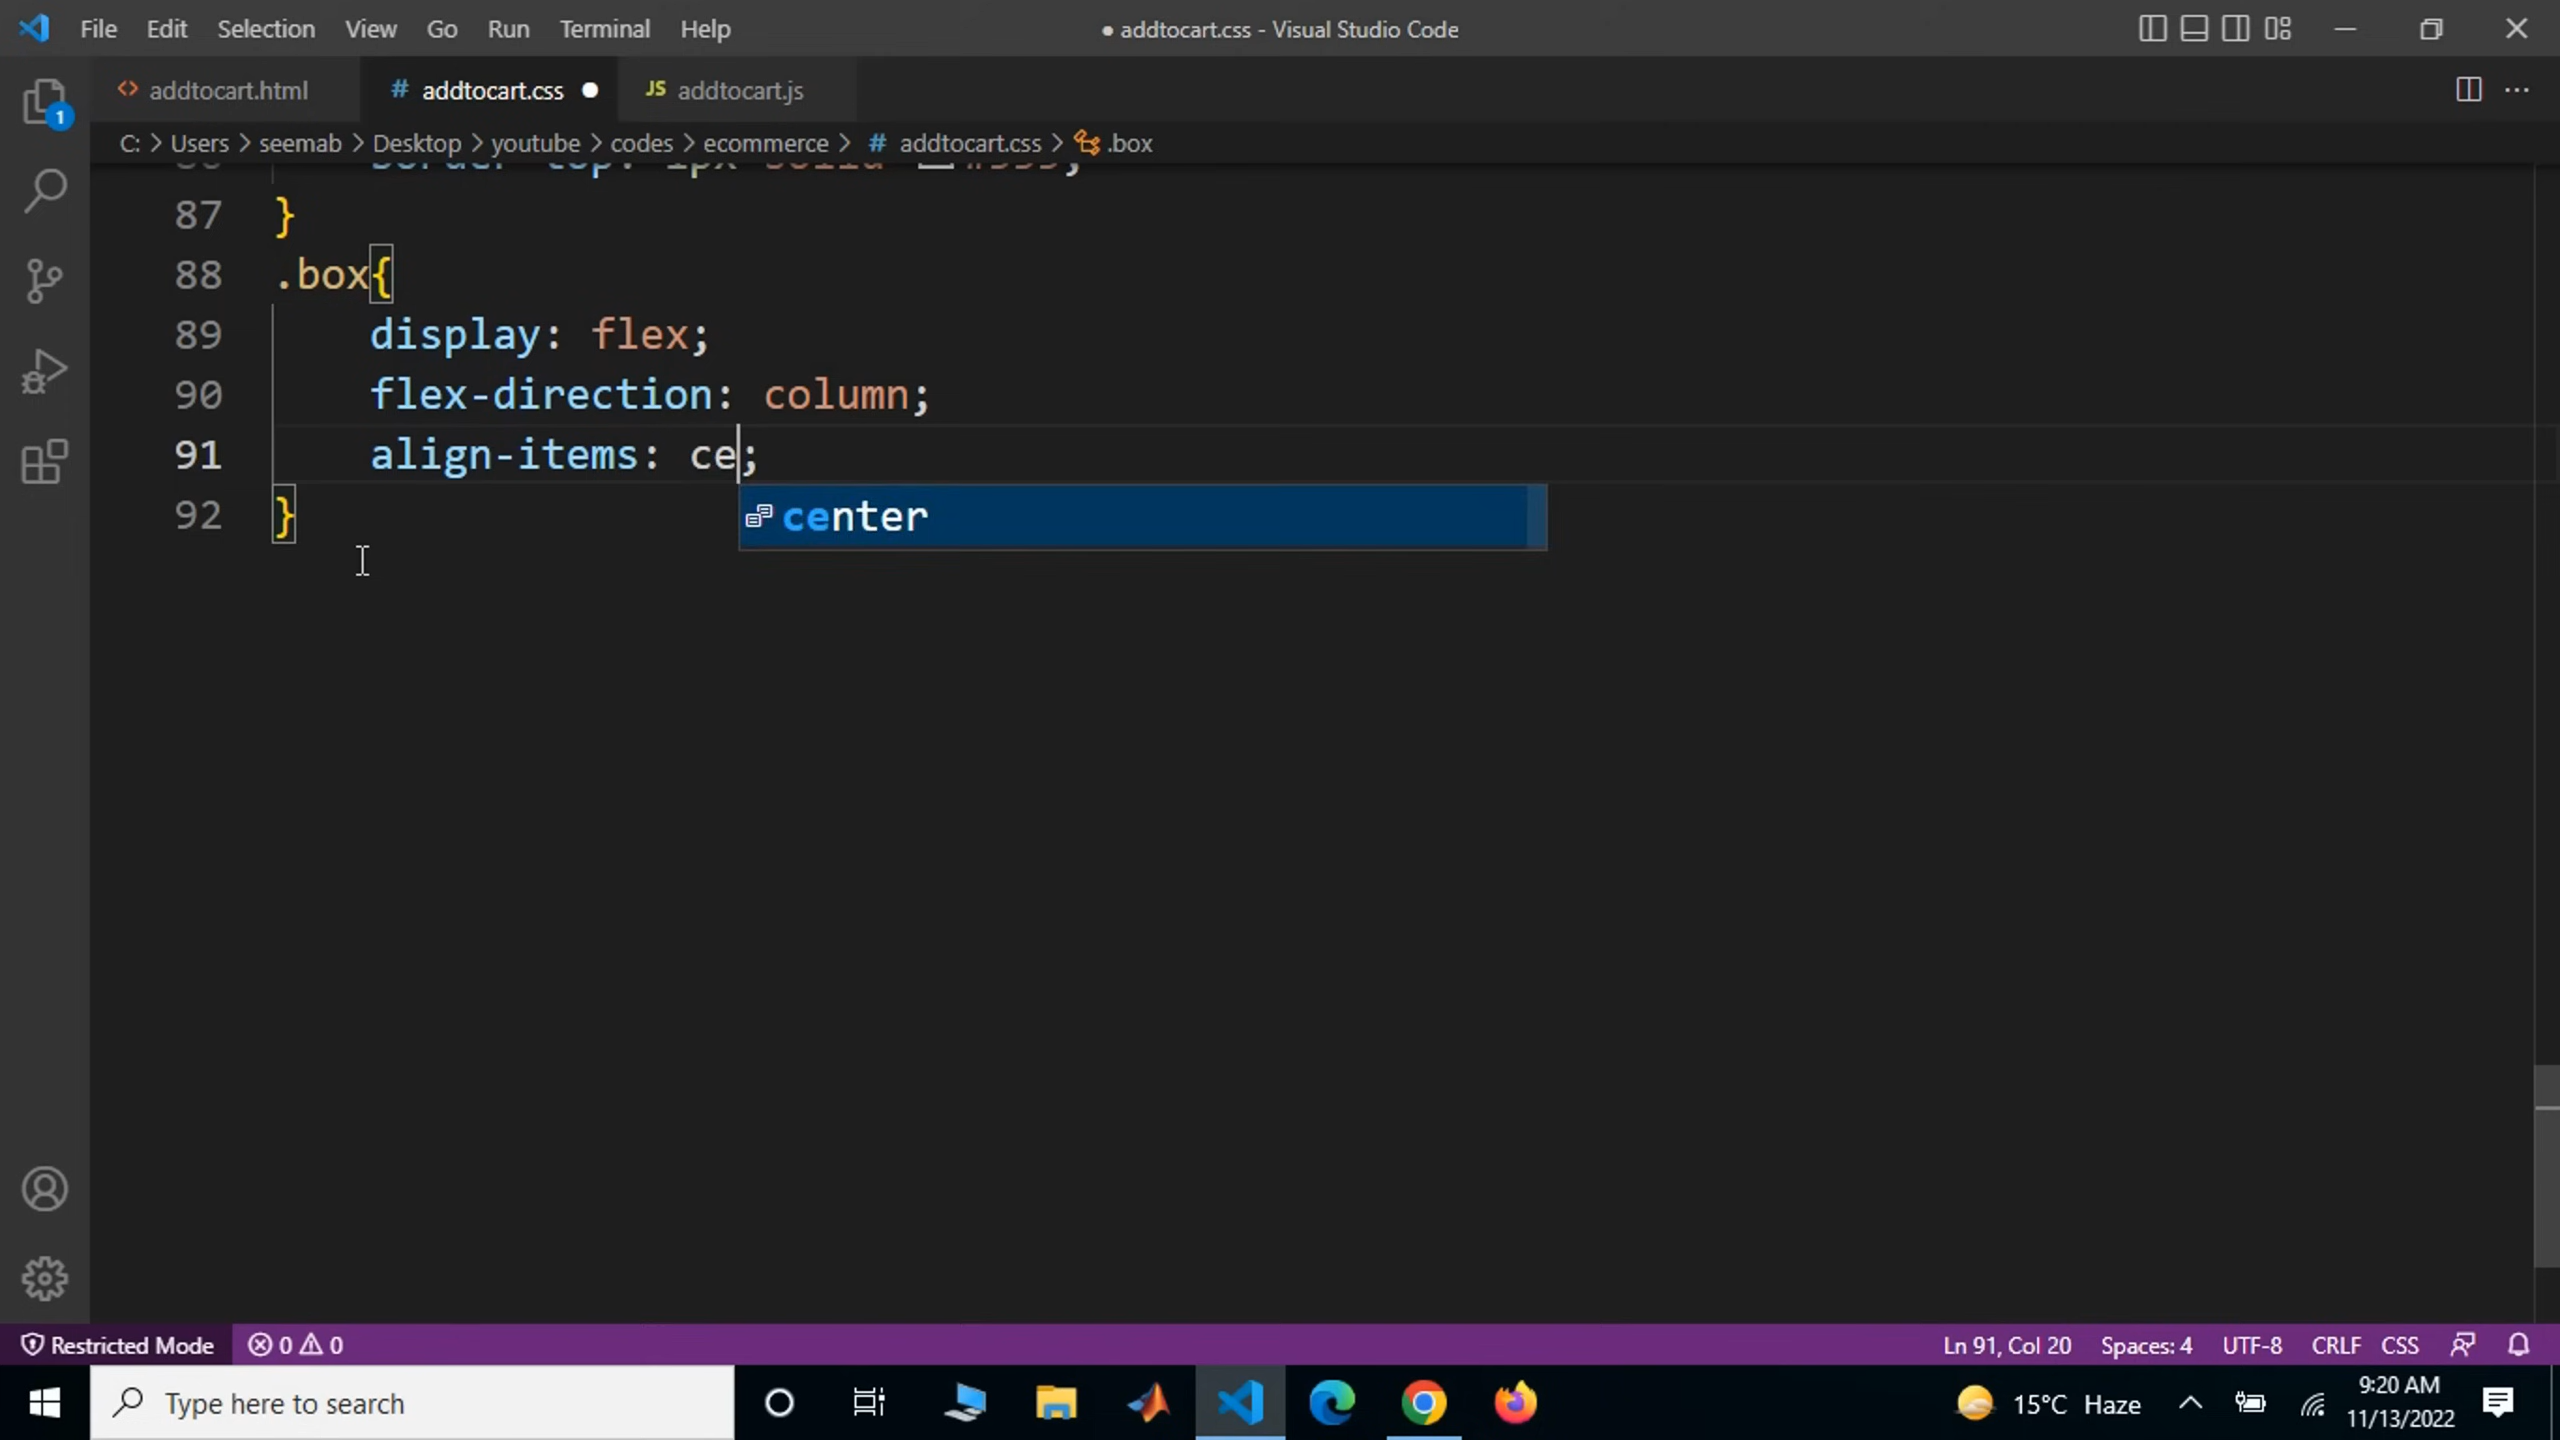 File Edit Selection View Go Run Terminal Help
● addtocart.css - Visual Studio Code
<> addtocart.html
# addtocart.css ●
JS addtocart.js
C: > Users > seemab > Desktop > youtube > codes > ecommerce > # addtocart.css > .box
87 }
88 .box{
89 display: flex;
90 flex-direction: column;
91 align-items: ce;
center
92 }
1
Restricted Mode 0 0
Ln 91, Col 20 Spaces: 4 UTF-8 CRLF CSS
Type here to search
15°C Haze
9:20 AM
11/13/2022